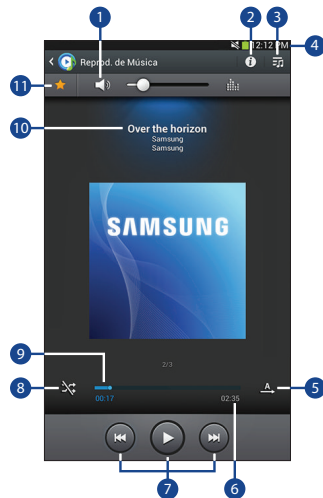 1
2
3
12:12 PM
4
Reprod. de Música
11
10
Over the horizon
Samsung
Samsung
SAMSUNG
9
2/3
8
00:17
02:35
A
5
7
6